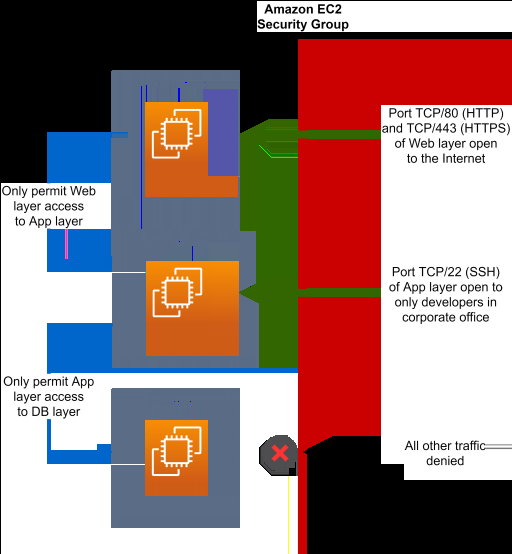 Amazon EC2
Security Group
Port TCP/80 (HTTP)
and TCP/443 (HTTPS)
of Web layer open
to the Internet
Only permit Web
layer access
to App layer
Port TCP/22 (SSH)
of App layer open to
only developers in
corporate office
Only permit App
layer access
to DB layer
All other traffic
denied